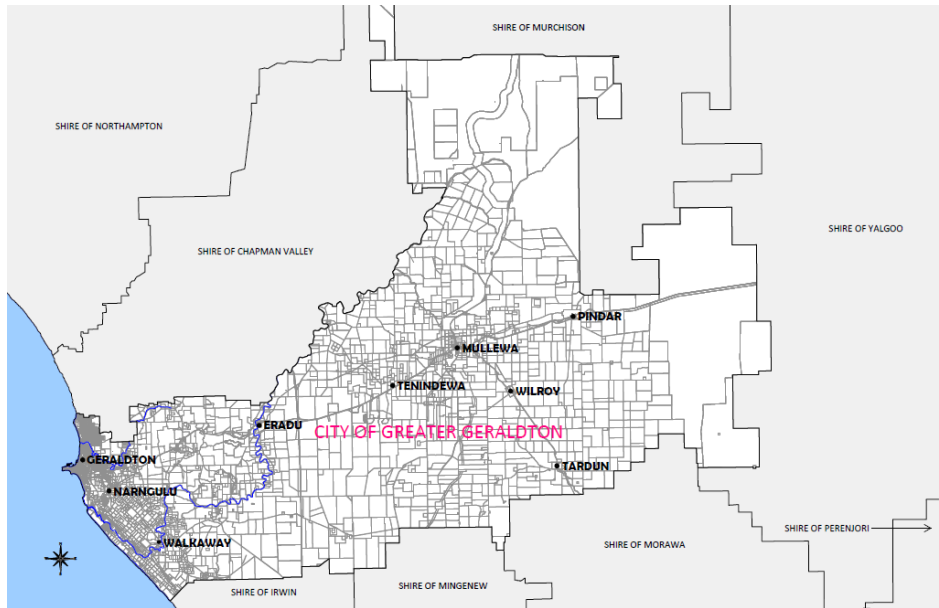 SHIRE OF MURCHISON
SHIRE OF NORTHAMPTON
SHIRE OF YALGOO
SHIRE OF CHAPMAN VALLEY
PINDAR
MULLEWA
TENINDEWA
WILROY
ERADU
CITY OF GREATER GERALDTON
GERALDTON
TARDUN
NARNGULU
SHIRE OF PERENJORI
WALKAWAY
SHIRE OF MORAWA
SHIRE OF MINGENEW
SHIRE OF IRWIN